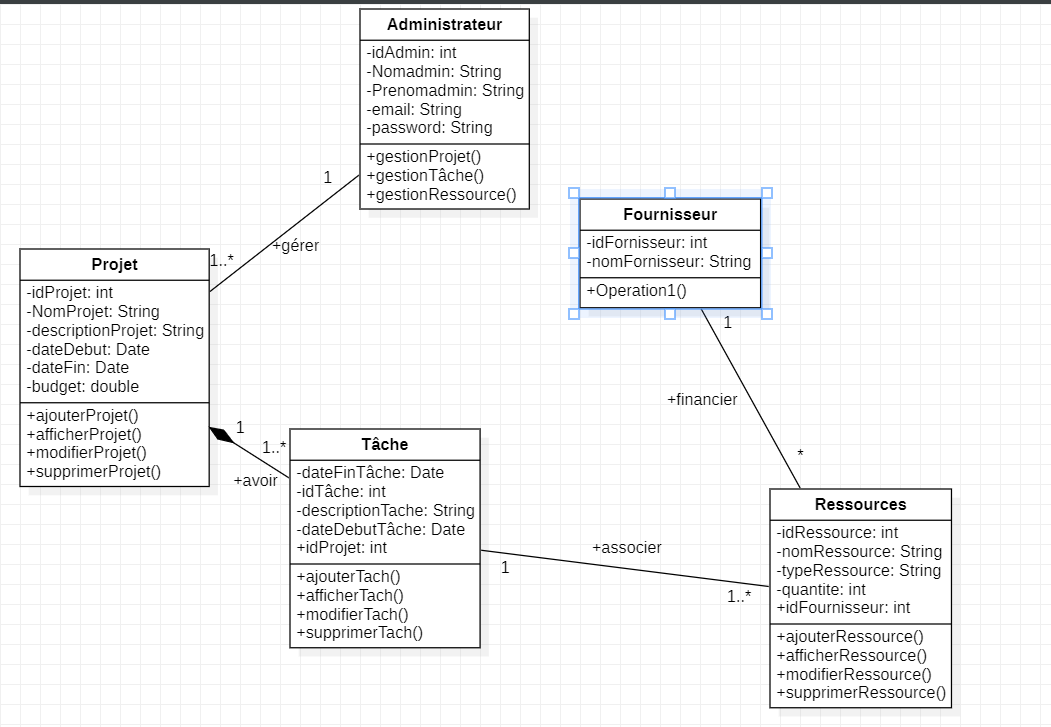 Administrateur
-idAdmin: int
-Nomadmin: String
-Prenomadmin: String
-email: String
-password: String
+gestionProjet()
+gestionTâche()
+gestionRessource()
1
+gérer
1..*
Projet
-idProjet: int
-NomProjet: String
-descriptionProjet: String
-dateDebut: Date
-dateFin: Date
-budget: double
+ajouterProjet()
+afficherProjet()
+modifierProjet()
+supprimerProjet()
1
1..*
+avoir
Tâche
-dateFinTâche: Date
-idTâche: int
-descriptionTache: String
-dateDebutTâche: Date
+idProjet: int
+ajouterTach()
+afficherTach()
+modifierTach()
+supprimerTach()
1
+associer
1..*
Fournisseur
-idFornisseur: int
-nomFornisseur: String
+Operation1()
1
+financier
*
Ressources
-idRessource: int
-nomRessource: String
-typeRessource: String
-quantite: int
+idFournisseur: int
+ajouterRessource()
+afficherRessource()
+modifierRessource()
+supprimerRessource()